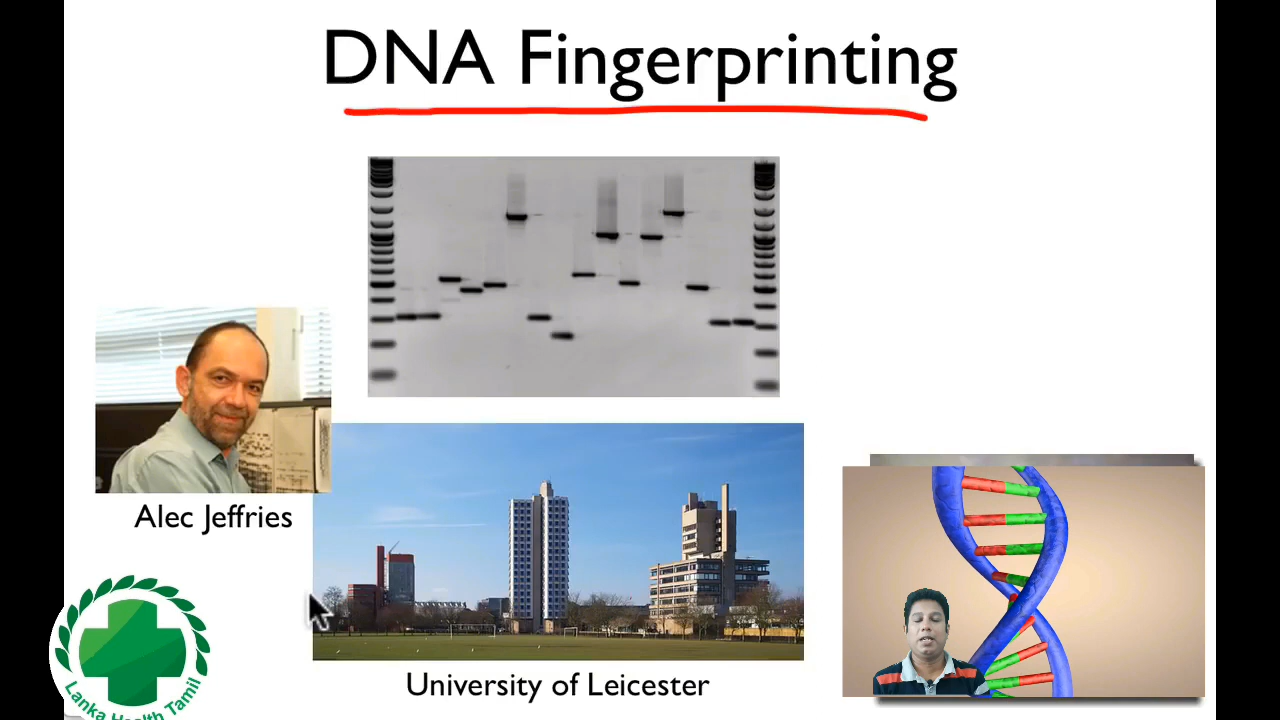 DNA Fingerprinting
Alec Jeffries
University of Leicester
Lanka Health Tamil